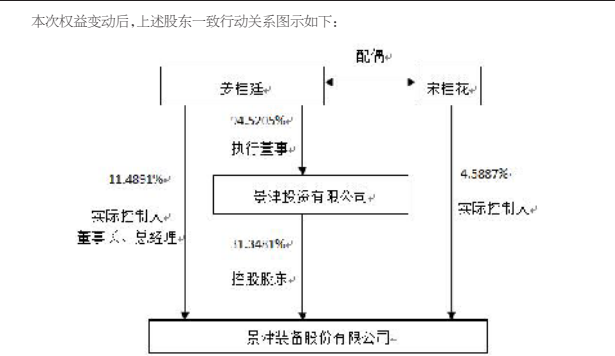 本次权益变动后，上述股东一致行动关系图示如下：
配偶
姜桂廷
宋桂花
94.5205%
执行董事
11.4891%
4.5887%
景津投资有限公司
实际控制人
实际控制人
董事长、总经理
31.3481%
控股股东
景津装备股份有限公司